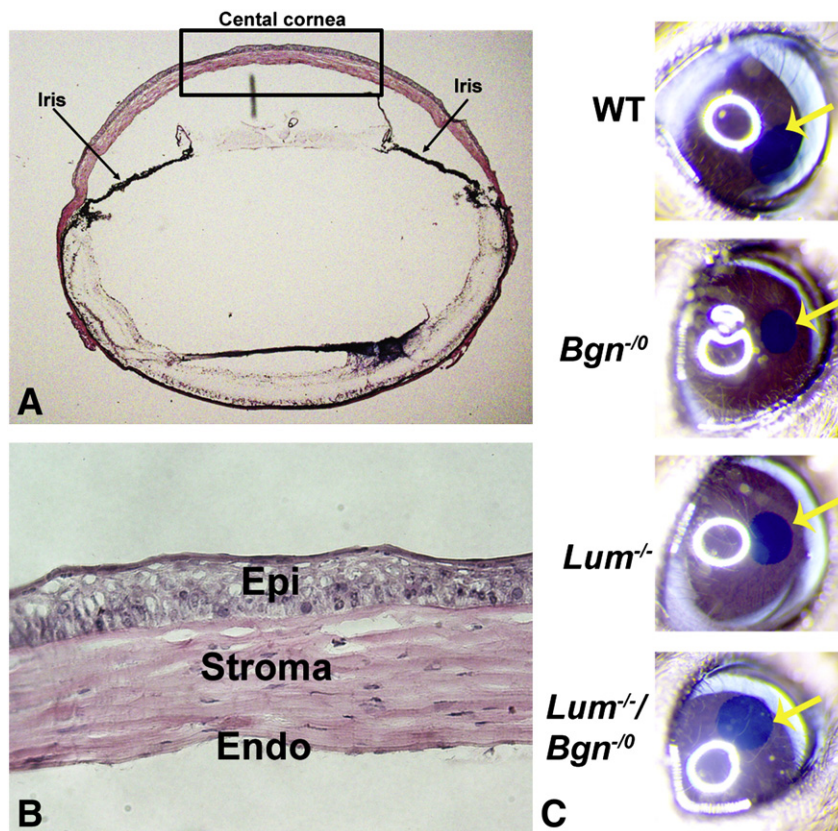 Cental cornea
Iris
Iris
A
Epi
Stroma
Endo
B
WT
Bgn⁻/⁰
Lum⁻/⁻
Lum⁻/⁻/
Bgn⁻/⁰
C